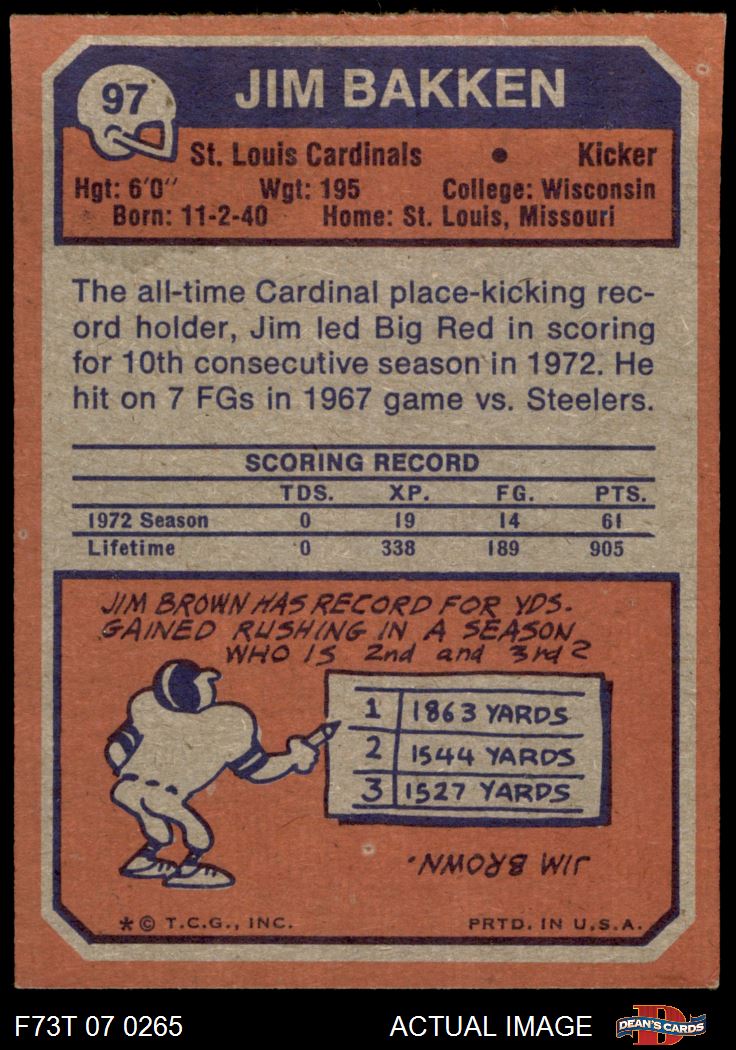 97
JIM BAKKEN
St. Louis Cardinals • Kicker
Hgt: 6'0" Wgt: 195 College: Wisconsin
Born: 11-2-40 Home: St. Louis, Missouri
The all-time Cardinal place-kicking rec-
ord holder, Jim led Big Red in scoring
for 10th consecutive season in 1972. He
hit on 7 FGs in 1967 game vs. Steelers.
SCORING RECORD
TDS. XP. FG. PTS.
1972 Season 0 19 14 61
Lifetime 0 338 189 905
JIM BROWN HAS RECORD FOR YDS.
GAINED RUSHING IN A SEASON
WHO IS 2nd and 3rd?
1 1863 YARDS
2 1544 YARDS
3 1527 YARDS
JIM BROWN.
* © T.C.G., INC. PRTD. IN U.S.A.
F73T 07 0265 ACTUAL IMAGE
D
DEAN'S CARDS